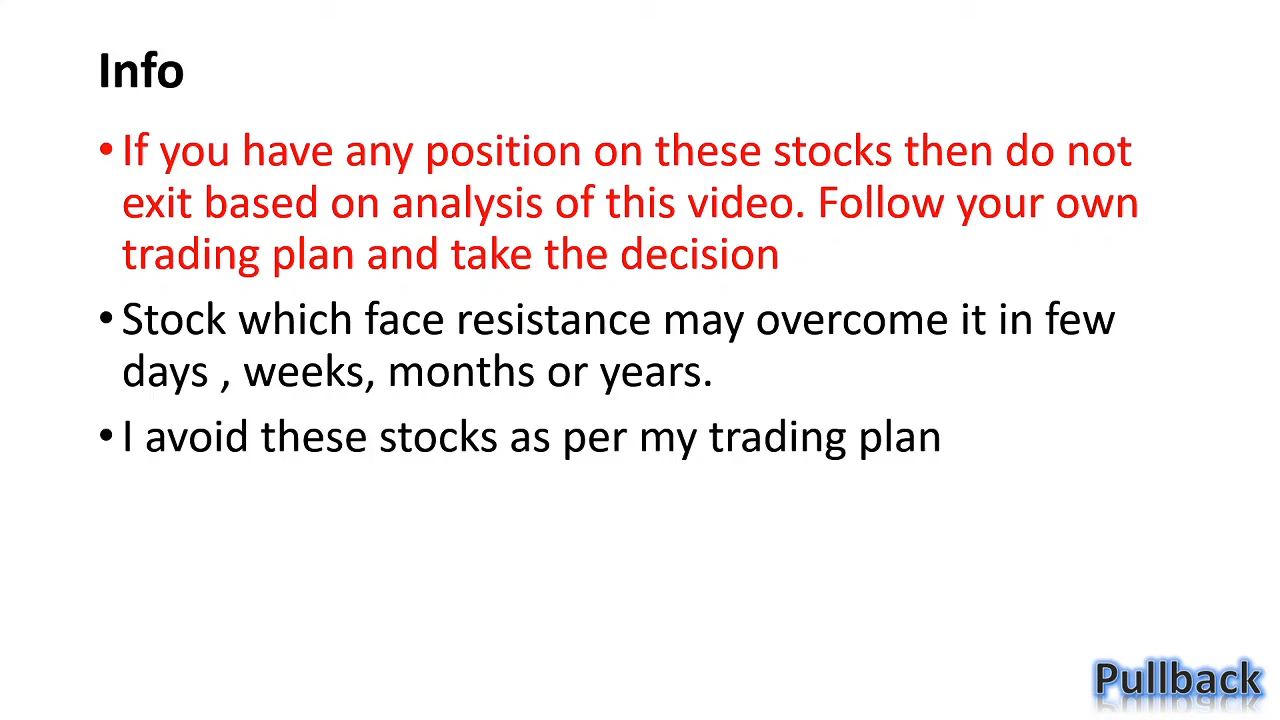 Info
• If you have any position on these stocks then do not
exit based on analysis of this video. Follow your own
trading plan and take the decision
• Stock which face resistance may overcome it in few
days , weeks, months or years.
• I avoid these stocks as per my trading plan
Pullback